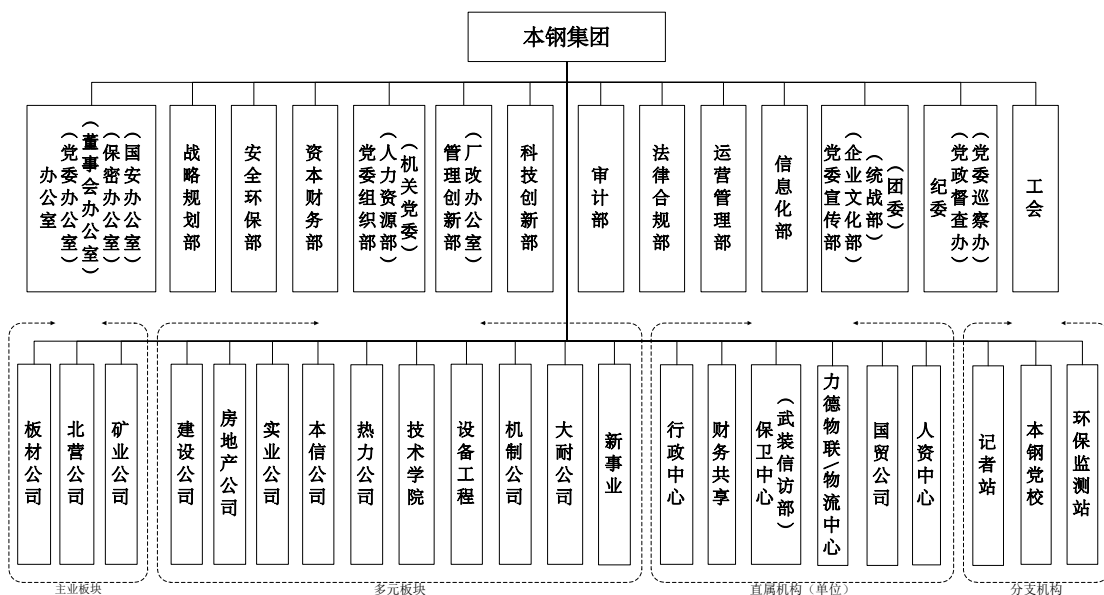 本钢集团
办公室
（党委办公室）
（董事会办公室）
（保密办公室）
（国安办公室）
战略规划部
安全环保部
资本财务部
党委组织部
（人力资源部）
（机关党委）
管理创新部
（厂改办公室）
科技创新部
审计部
法律合规部
运营管理部
信息化部
党委宣传部
（企业文化部）
（统战部）
（团委）
纪委
（党政督查办）
（党委巡察办）
工会
板材公司
北营公司
矿业公司
建设公司
房地产公司
实业公司
本信公司
热力公司
技术学院
设备工程
机制公司
大耐公司
新事业
行政中心
财务共享
保卫中心
（武装信访部）
力德物联\物流中心
国贸公司
人资中心
记者站
本钢党校
环保监测站
主业板块
多元板块
直属机构（单位）
分支机构